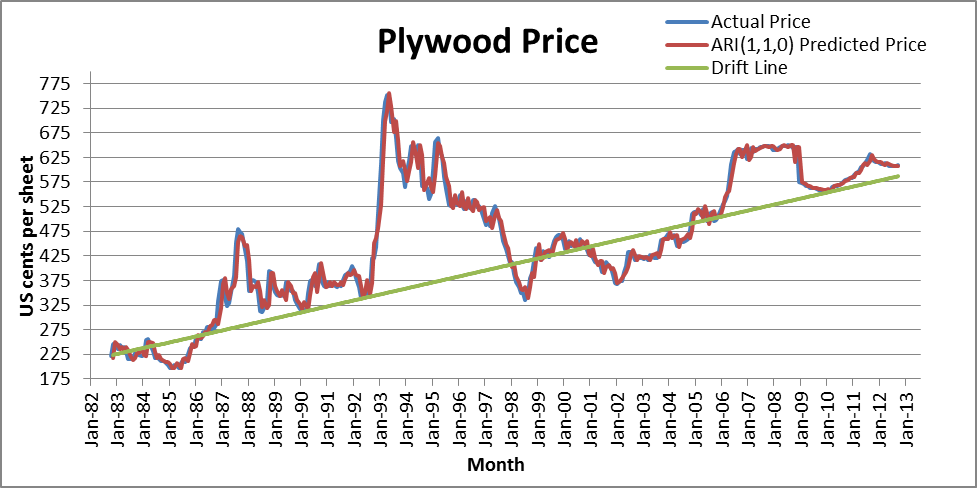 Plywood Price
Actual Price
ARI(1,1,0) Predicted Price
Drift Line
US cents per sheet
775
725
675
625
575
525
475
425
375
325
275
225
175
Jan-82
Jan-83
Jan-84
Jan-85
Jan-86
Jan-87
Jan-88
Jan-89
Jan-90
Jan-91
Jan-92
Jan-93
Jan-94
Jan-95
Jan-96
Jan-97
Jan-98
Jan-99
Jan-00
Jan-01
Jan-02
Jan-03
Jan-04
Jan-05
Jan-06
Jan-07
Jan-08
Jan-09
Jan-10
Jan-11
Jan-12
Jan-13
Month